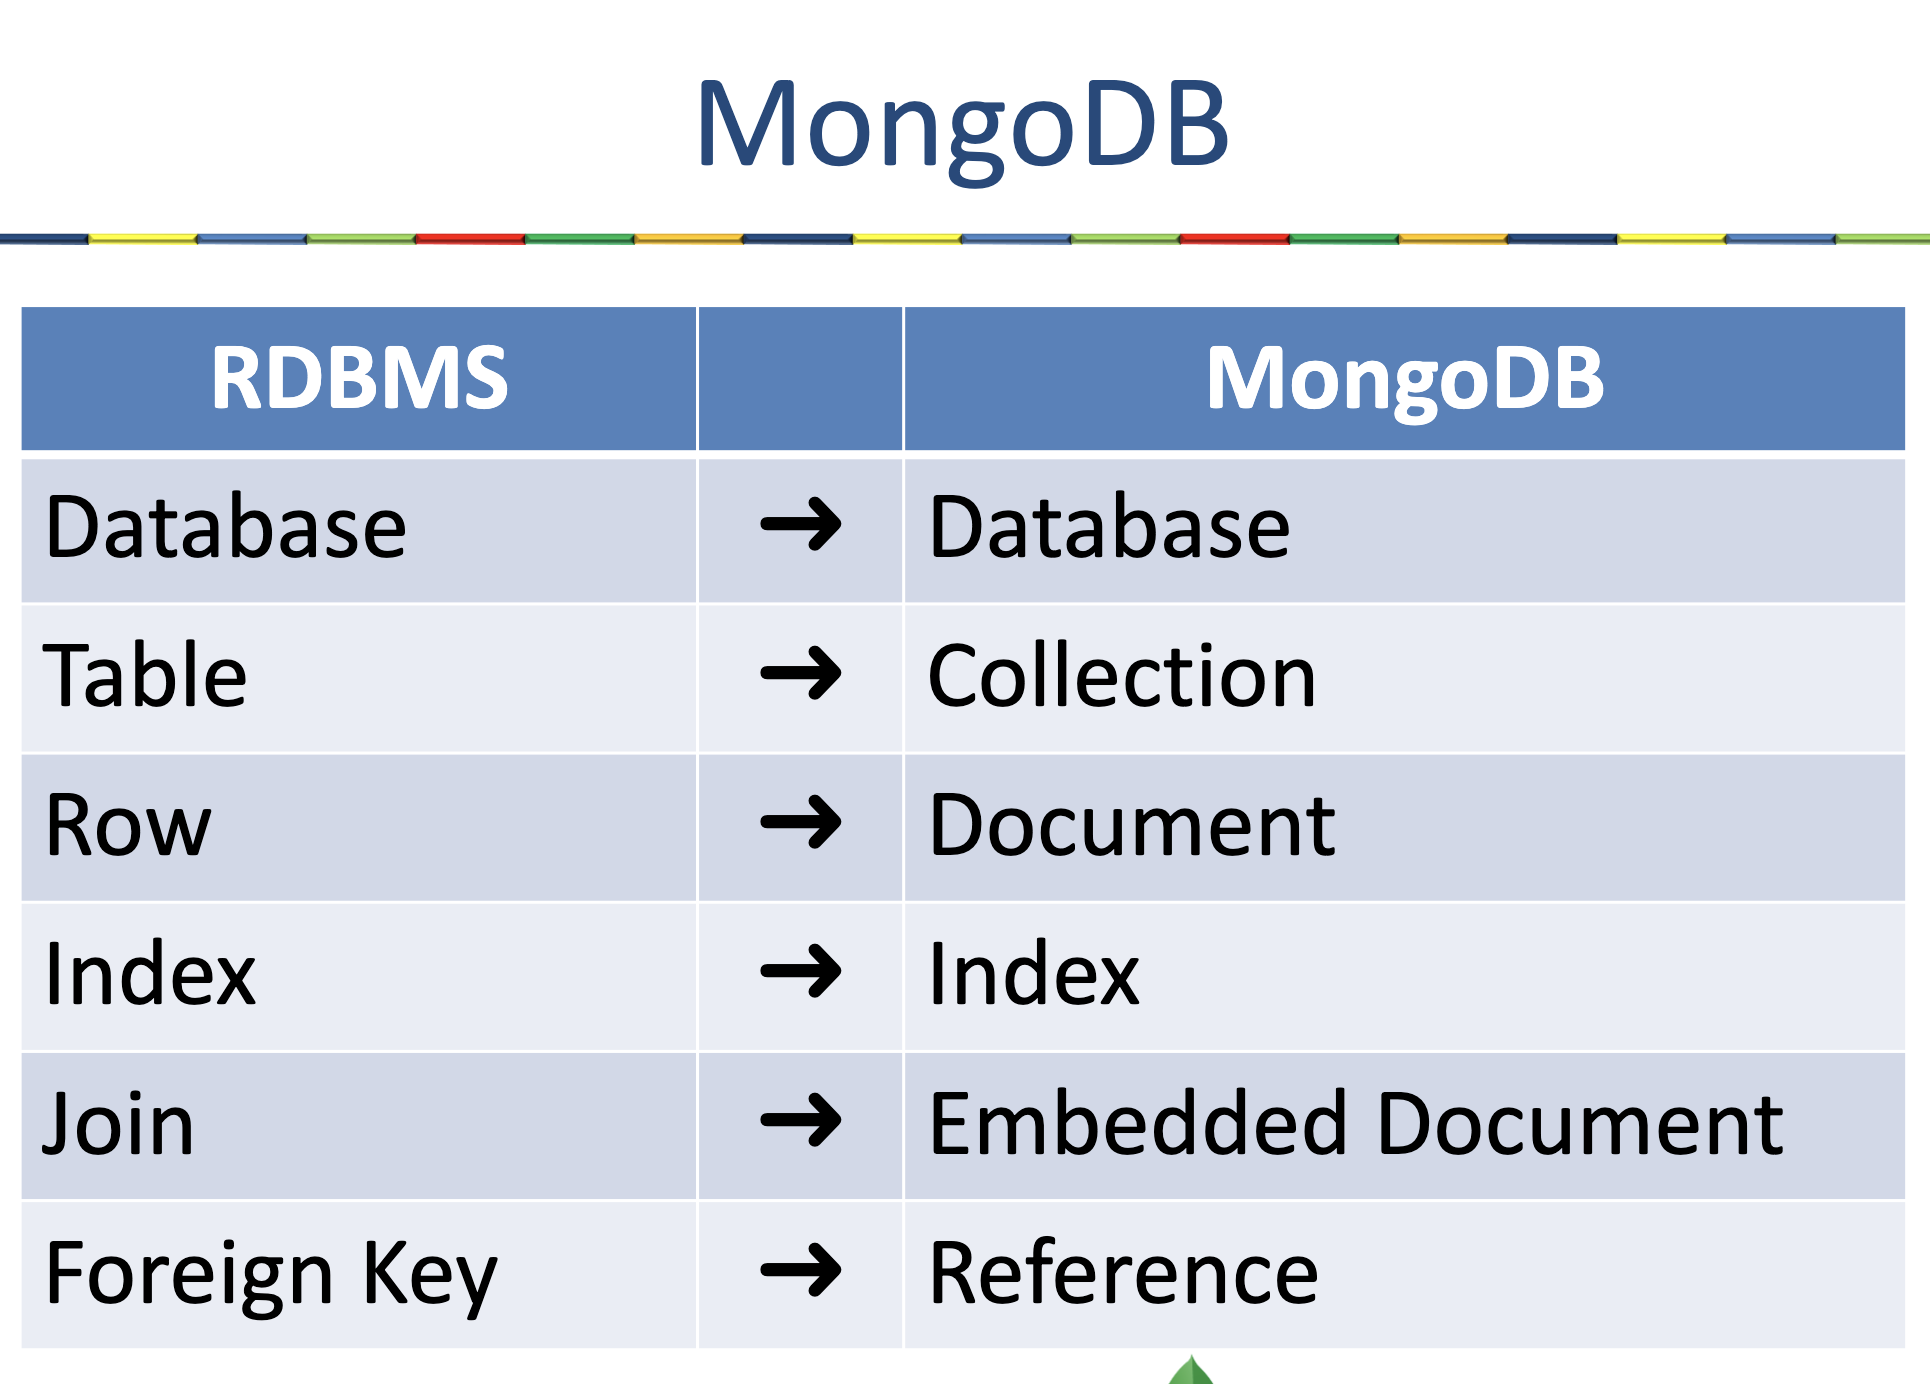 MongoDB
RDBMS MongoDB
Database → Database
Table → Collection
Row → Document
Index → Index
Join → Embedded Document
Foreign Key → Reference